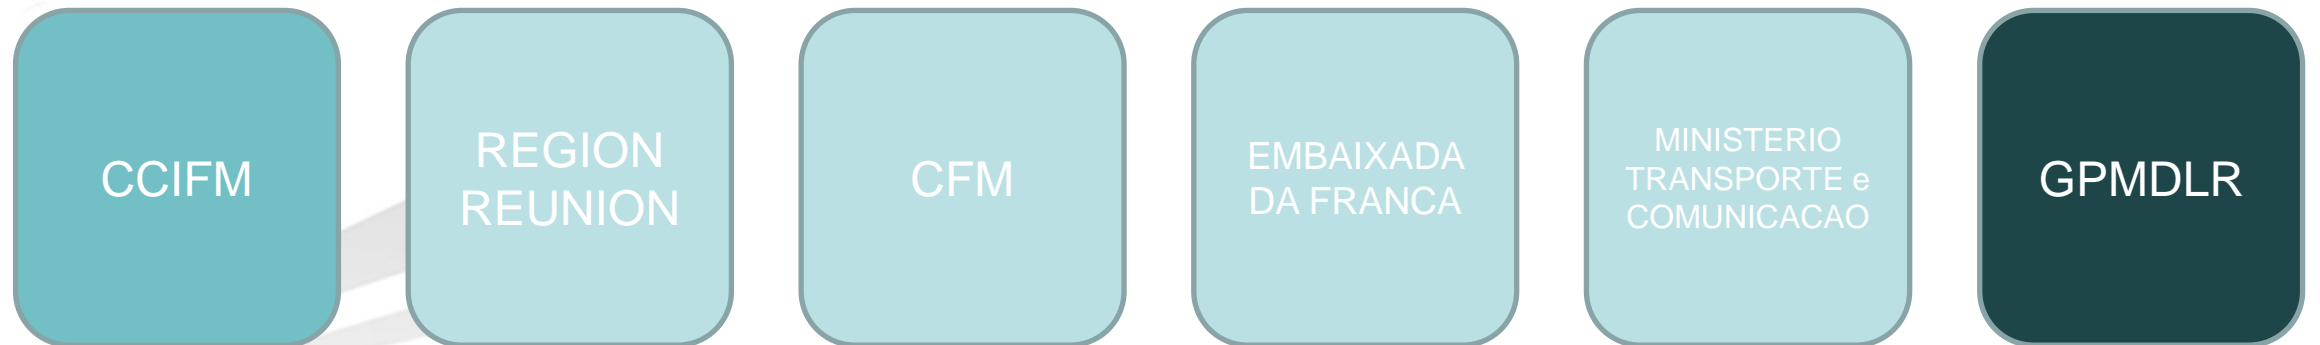 CCIFM
REGION
REUNION
CFM
EMBAIXADA
DA FRANCA
MINISTERIO
TRANSPORTE e
COMUNICACAO
GPMDLR